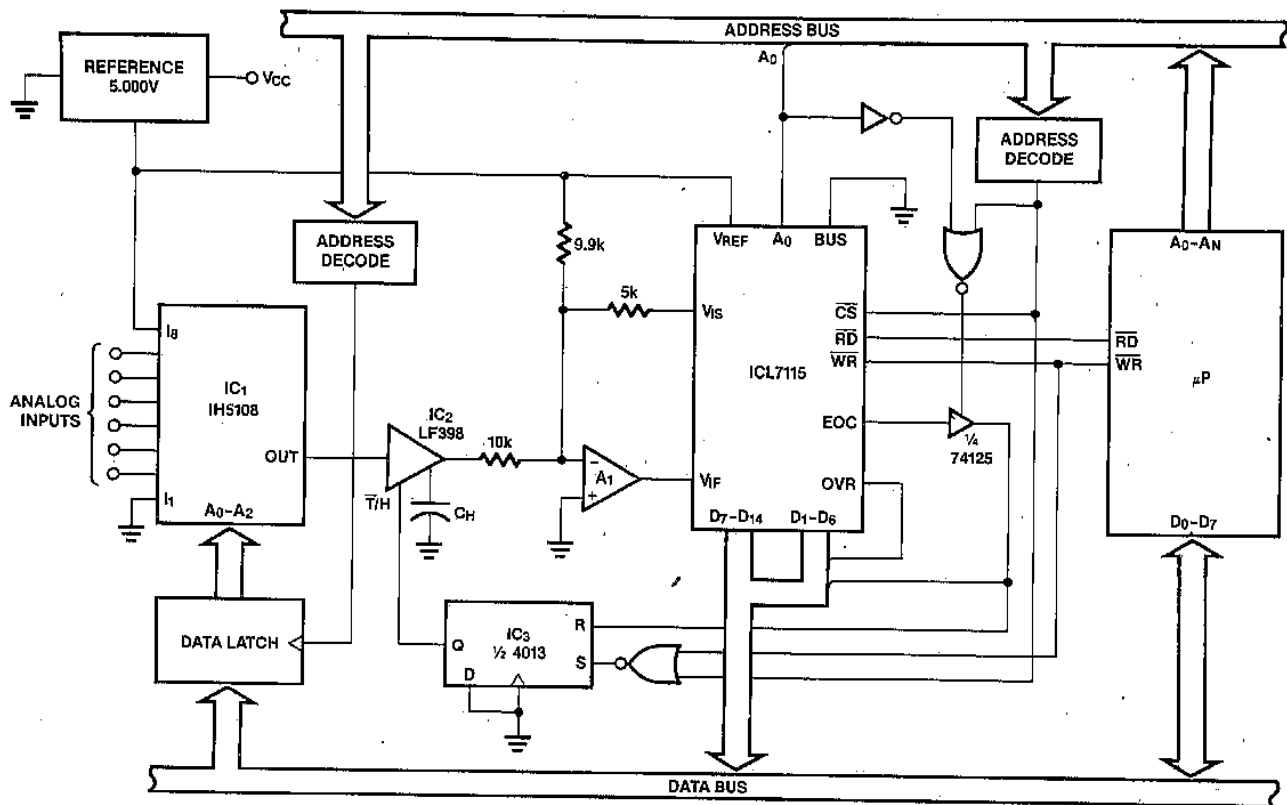 ADDRESS BUS
REFERENCE
5.000V
VCC
A0
ADDRESS
DECODE
ADDRESS
DECODE
9.9k
5k
VREF
A0
BUS
VIS
CS
RD
WR
ICL7115
EOC
OVR
VIF
D7–D14
D1–D6
A0–AN
RD
WR
µP
D0–D7
1/4
74125
I8
IC1
IH5108
ANALOG
INPUTS
OUT
I1
A0–A2
IC2
LF398
10k
T/H
CH
A1
–
+
DATA LATCH
IC3
1/2 4013
Q
D
R
S
DATA BUS